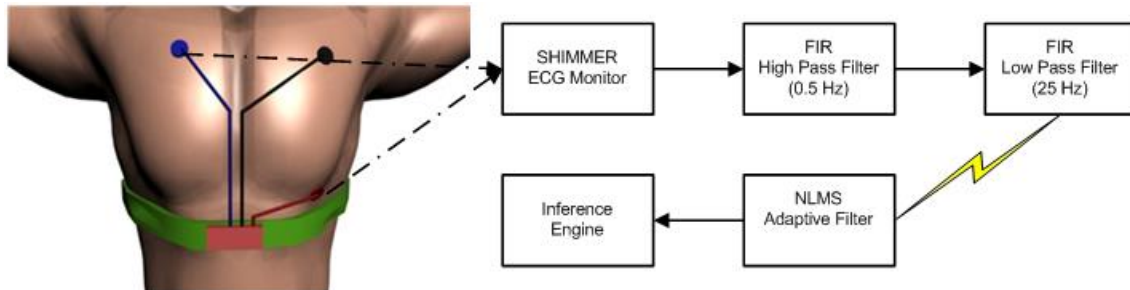 SHIMMER
ECG Monitor
FIR
High Pass Filter
(0.5 Hz)
FIR
Low Pass Filter
(25 Hz)
Inference
Engine
NLMS
Adaptive Filter